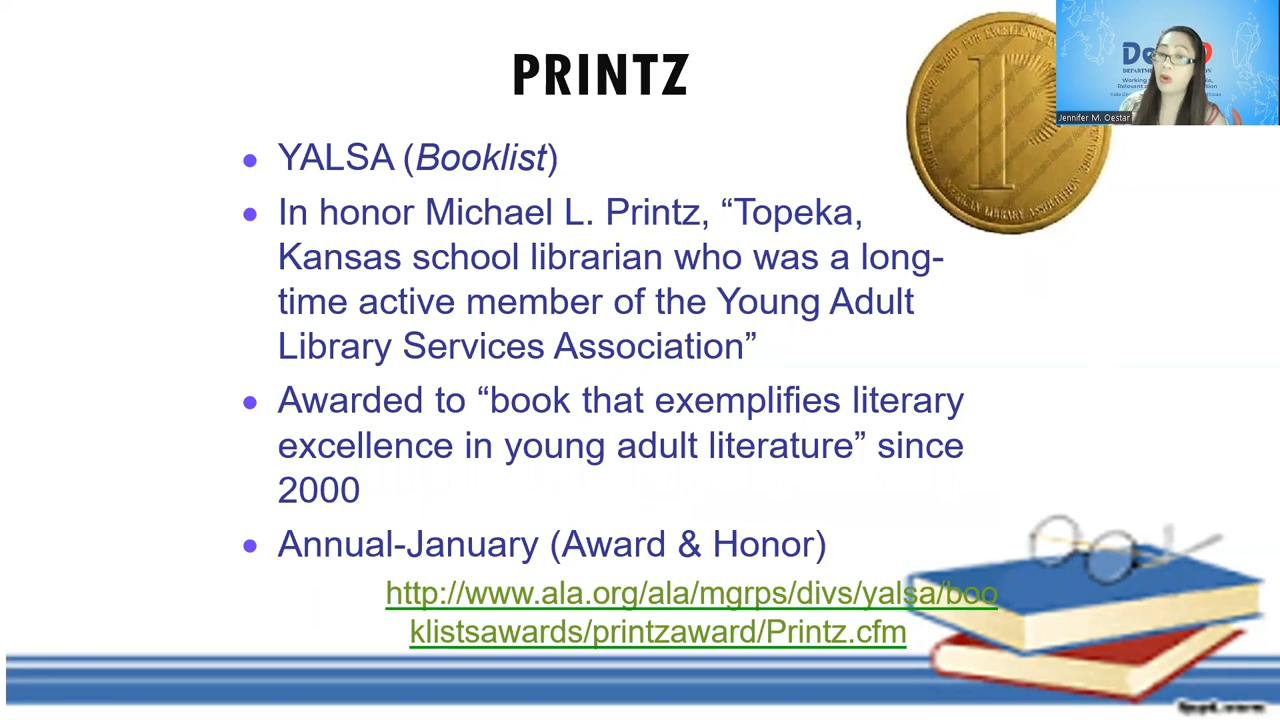 PRINTZ
Jennifer M. Oestar
YALSA (Booklist)
In honor Michael L. Printz, “Topeka,
Kansas school librarian who was a long-
time active member of the Young Adult
Library Services Association”
Awarded to “book that exemplifies literary
excellence in young adult literature” since
2000
Annual-January (Award & Honor)
http://www.ala.org/ala/mgrps/divs/yalsa/boo
klistsawards/printzaward/Printz.cfm